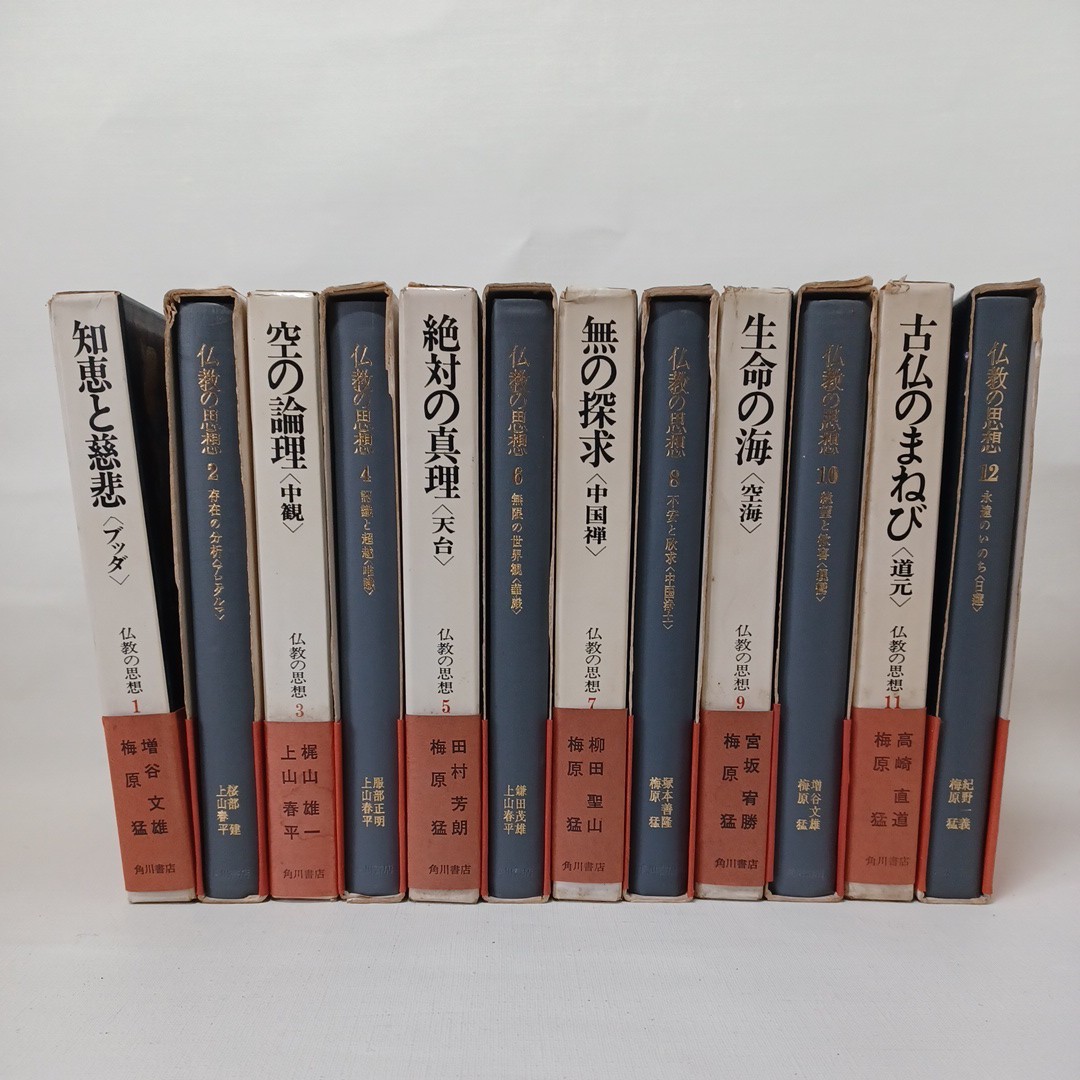 知恵と慈悲〈ブッダ〉
仏教の思想 1
増谷文雄
梅原猛
角川書店
仏教の思想 2 存在の分析〈アビダルマ〉
桜部建
上山春平
空の論理〈中観〉
仏教の思想 3
梶山雄一
上山春平
角川書店
仏教の思想 4 認識と超越〈唯識〉
服部正明
上山春平
絶対の真理〈天台〉
仏教の思想 5
田村芳朗
梅原猛
角川書店
仏教の思想 6 無限の世界観〈華厳〉
鎌田茂雄
上山春平
無の探求〈中国禅〉
仏教の思想 7
柳田聖山
梅原猛
角川書店
仏教の思想 8 不安と欣求〈中国浄土〉
塚本善隆
梅原猛
生命の海〈空海〉
仏教の思想 9
宮坂宥勝
梅原猛
角川書店
仏教の思想 10 絶望と歓喜〈親鸞〉
増谷文雄
梅原猛
古仏のまねび〈道元〉
仏教の思想 11
高崎直道
梅原猛
角川書店
仏教の思想 12 永遠のいのち〈日蓮〉
紀野一義
梅原猛